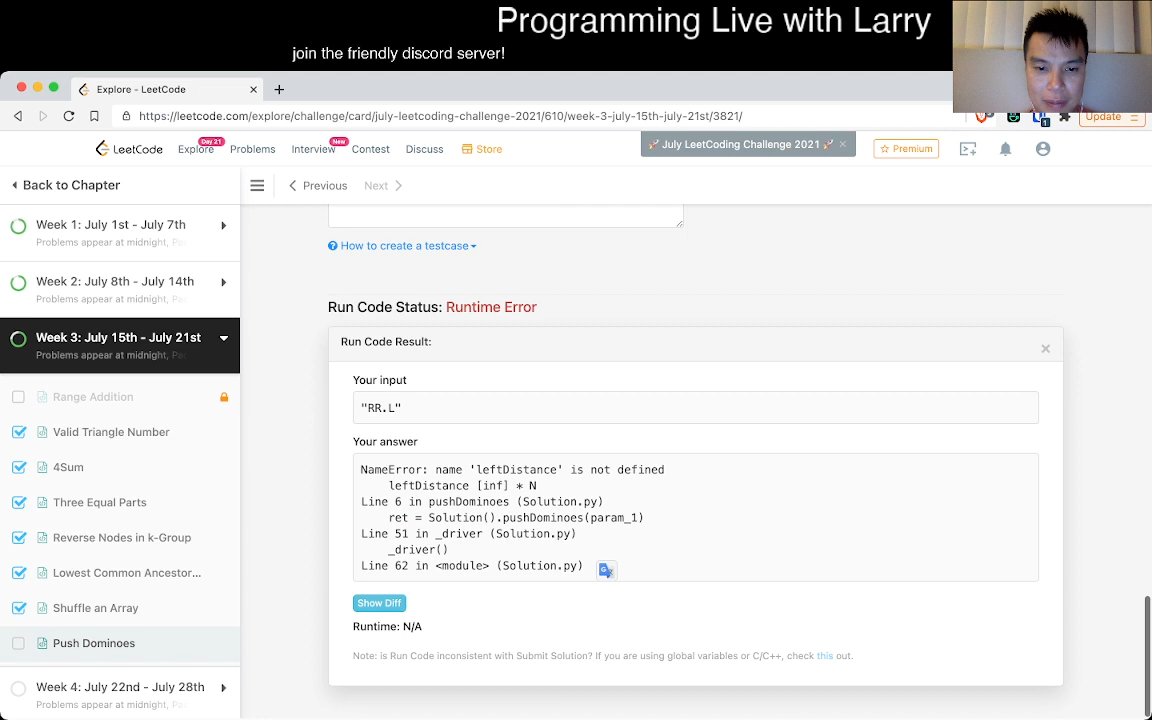 Programming Live with Larry
join the friendly discord server!
Explore - LeetCode
https://leetcode.com/explore/challenge/card/july-leetcoding-challenge-2021/610/week-3-july-15th-july-21st/3821/
1
Update
LeetCode
Explore
Day 21
Problems
Interview
New
Contest
Discuss
Store
🚀 July LeetCoding Challenge 2021 🚀
Premium
Back to Chapter
Previous
Next
Week 1: July 1st - July 7th
Problems appear at midnight, Pac
Week 2: July 8th - July 14th
Problems appear at midnight, Pac
Week 3: July 15th - July 21st
Problems appear at midnight, Pac
Range Addition
Valid Triangle Number
4Sum
Three Equal Parts
Reverse Nodes in k-Group
Lowest Common Ancestor...
Shuffle an Array
Push Dominoes
Week 4: July 22nd - July 28th
Problems appear at midnight, Pac
How to create a testcase
Run Code Status: Runtime Error
Run Code Result:
Your input
"RR.L"
Your answer
NameError: name 'leftDistance' is not defined
leftDistance [inf] * N
Line 6 in pushDominoes (Solution.py)
ret = Solution().pushDominoes(param_1)
Line 51 in _driver (Solution.py)
_driver()
Line 62 in <module> (Solution.py)
Show Diff
Runtime: N/A
Note: is Run Code inconsistent with Submit Solution? If you are using global variables or C/C++, check this out.